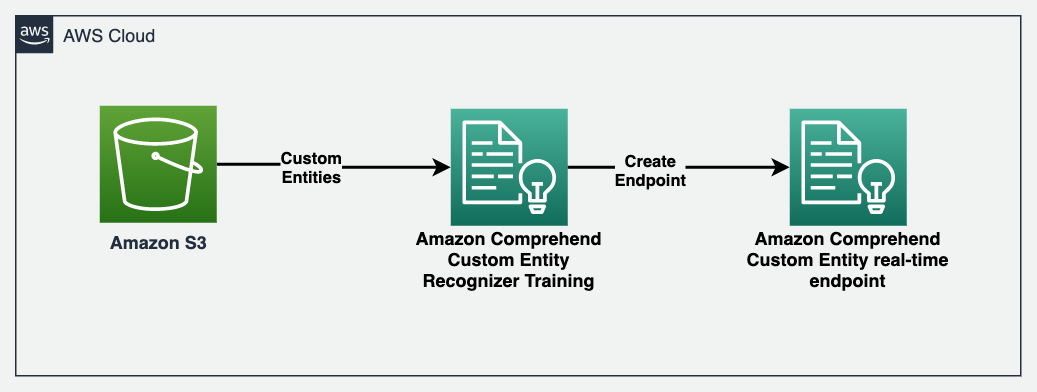 aws
AWS Cloud
Custom
Entities
Create
Endpoint
Amazon S3
Amazon Comprehend
Custom Entity
Recognizer Training
Amazon Comprehend
Custom Entity real-time
endpoint